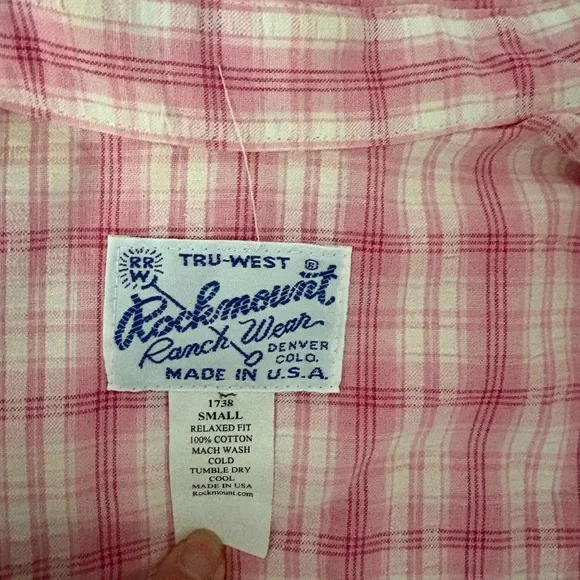 RR
W
TRU-WEST ®
Rockmount
Ranch Wear
DENVER
COLO.
MADE IN U.S.A.
1738
SMALL
RELAXED FIT
100% COTTON
MACH WASH
COLD
TUMBLE DRY
COOL
MADE IN USA
Rockmount.com